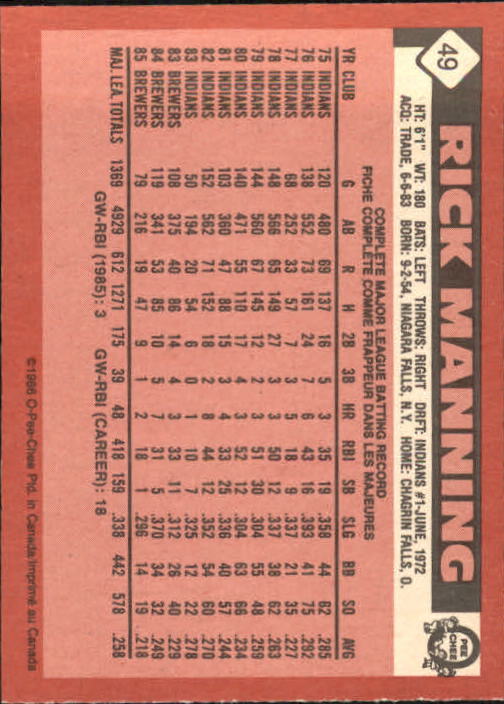 49
RICK MANNING
O-PEE-CHEE
HT: 6'1" WT: 180 BATS: LEFT THROWS: RIGHT DRFT: INDIANS #1-JUNE, 1972
ACQ: TRADE, 6-6-83 BORN: 9-2-54, NIAGARA FALLS, N.Y. HOME: CHAGRIN FALLS, O.
COMPLETE MAJOR LEAGUE BATTING RECORD
FICHE COMPLÈTE COMME FRAPPEUR DANS LES MAJEURES
YR CLUB G AB R H 2B 3B HR RBI SB SLG BB SO AVG
75 INDIANS 120 480 69 137 16 5 3 35 19 .358 44 62 .285
76 INDIANS 138 552 73 161 24 7 6 43 16 .393 41 75 .292
77 INDIANS 68 252 33 57 7 3 5 18 9 .337 21 35 .227
78 INDIANS 148 566 65 149 27 3 3 50 12 .337 38 62 .263
79 INDIANS 144 560 67 145 12 2 3 51 30 .304 55 48 .259
80 INDIANS 140 471 55 110 17 4 3 52 12 .304 63 66 .234
81 INDIANS 103 360 47 88 15 3 4 33 25 .336 40 57 .244
82 INDIANS 152 562 71 152 18 2 8 44 12 .352 54 60 .270
83 INDIANS 50 194 20 54 6 0 1 10 7 .325 12 22 .278
83 BREWERS 108 375 40 86 14 4 3 33 11 .312 26 40 .229
84 BREWERS 119 341 53 85 10 5 7 31 5 .370 34 32 .249
85 BREWERS 79 216 19 47 9 1 2 18 1 .296 14 19 .218
MAJ. LEA. TOTALS 1369 4929 612 1271 175 39 48 418 159 .338 442 578 .258
GW-RBI (1985): 3 GW-RBI (CAREER): 18
©1986 O-Pee-Chee Ptd. in Canada Imprimé au Canada